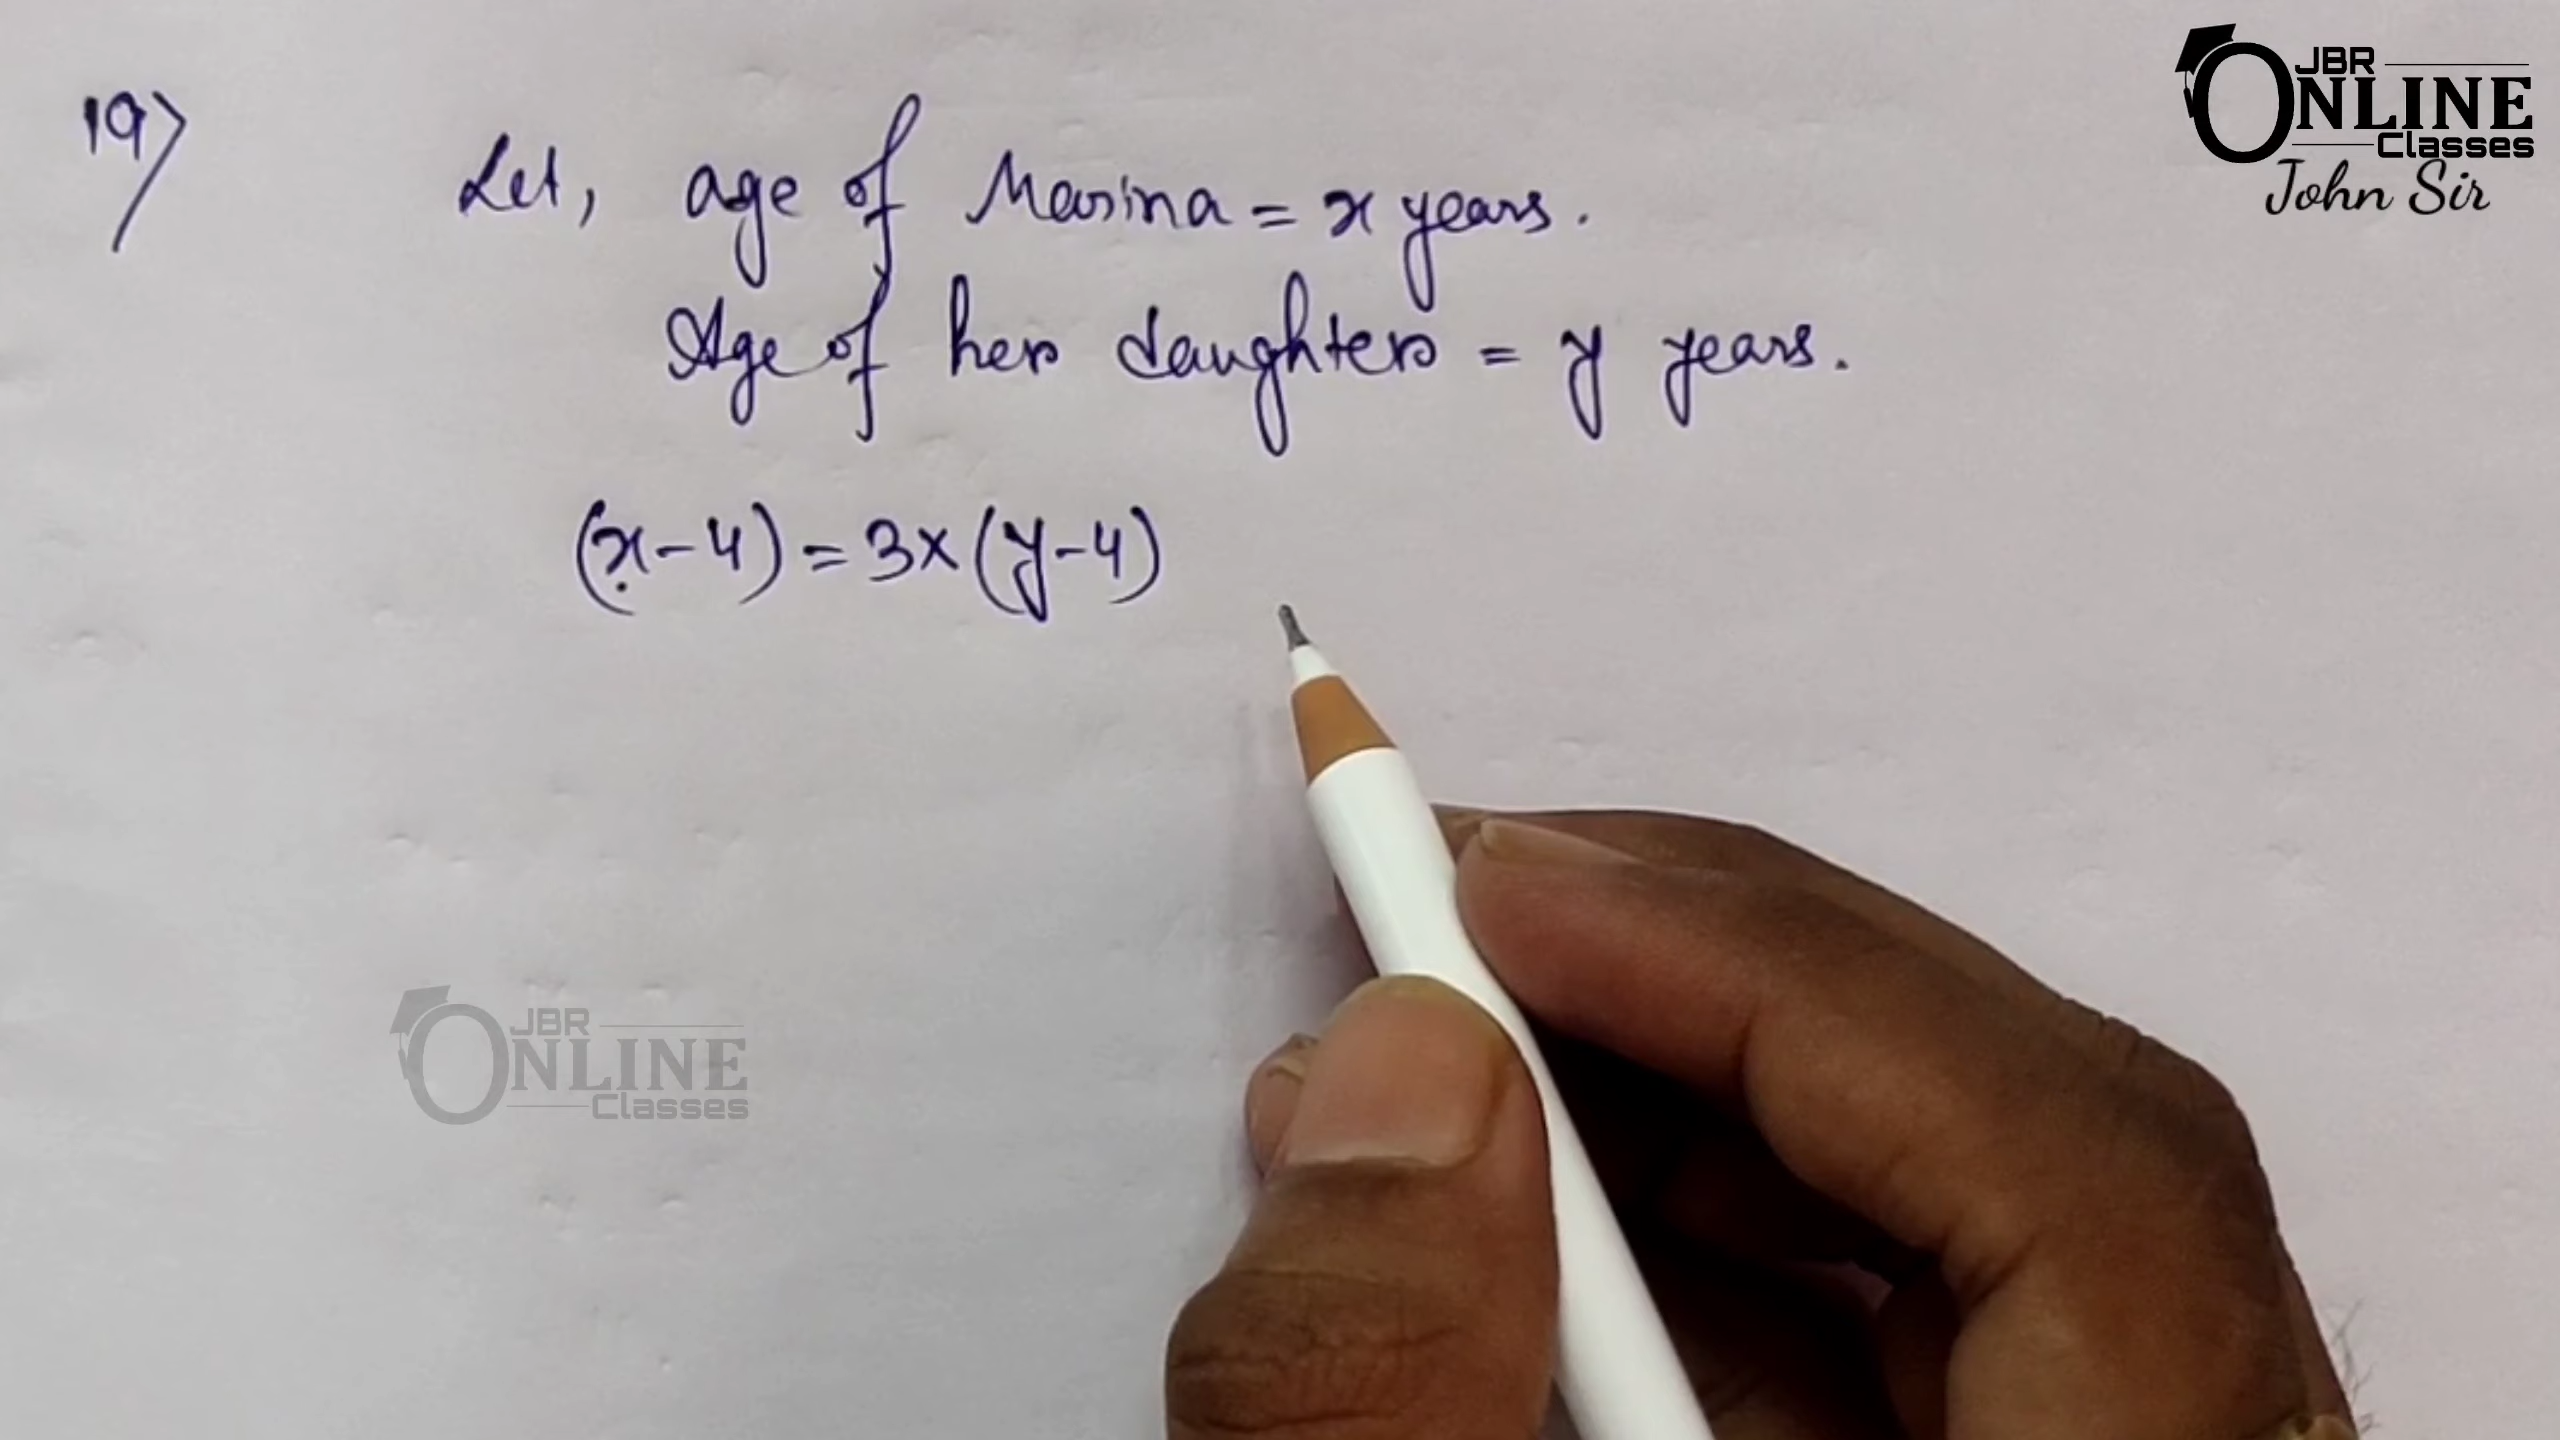 19)
Let, age of Marina = x years.
Age of her daughter = y years.
(x-4) = 3×(y-4)
JBR
ONLINE
Classes
John Sir
JBR
ONLINE
Classes